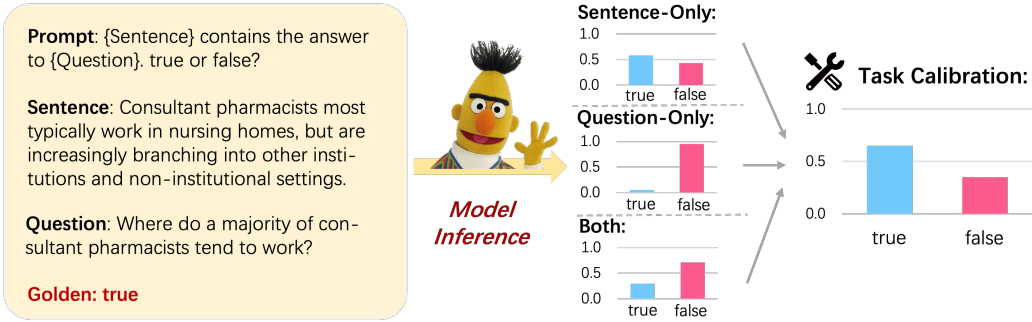 Prompt: {Sentence} contains the answer
to {Question}. true or false?
Sentence: Consultant pharmacists most
typically work in nursing homes, but are
increasingly branching into other insti-
tutions and non-institutional settings.
Question: Where do a majority of con-
sultant pharmacists tend to work?
Golden: true
Model
Inference
Sentence-Only:
1.0
0.5
0.0
true false
Question-Only:
1.0
0.5
0.0
true false
Both:
1.0
0.5
0.0
true false
Task Calibration:
1.0
0.5
0.0
true false